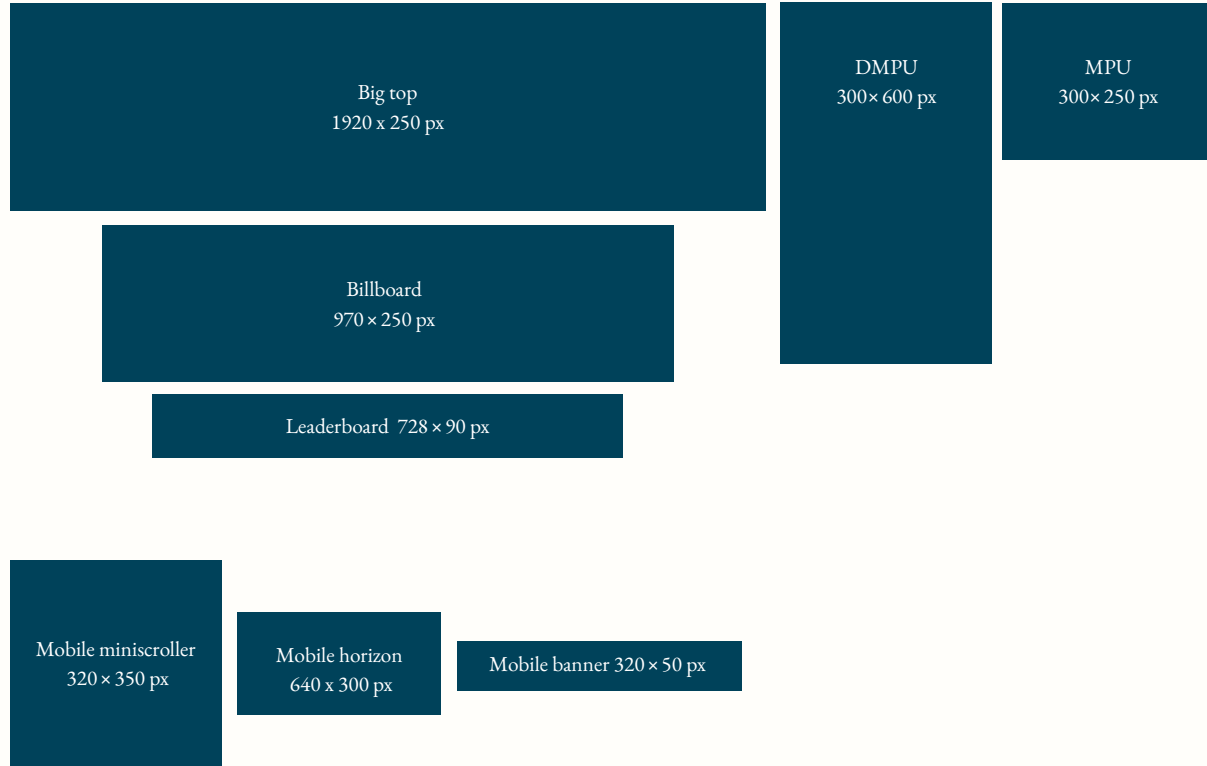 Big top
1920 x 250 px
DMPU
300× 600 px
MPU
300× 250 px
Billboard
970 × 250 px
Leaderboard  728 × 90 px
Mobile miniscroller
320 × 350 px
Mobile horizon
640 x 300 px
Mobile banner 320 × 50 px